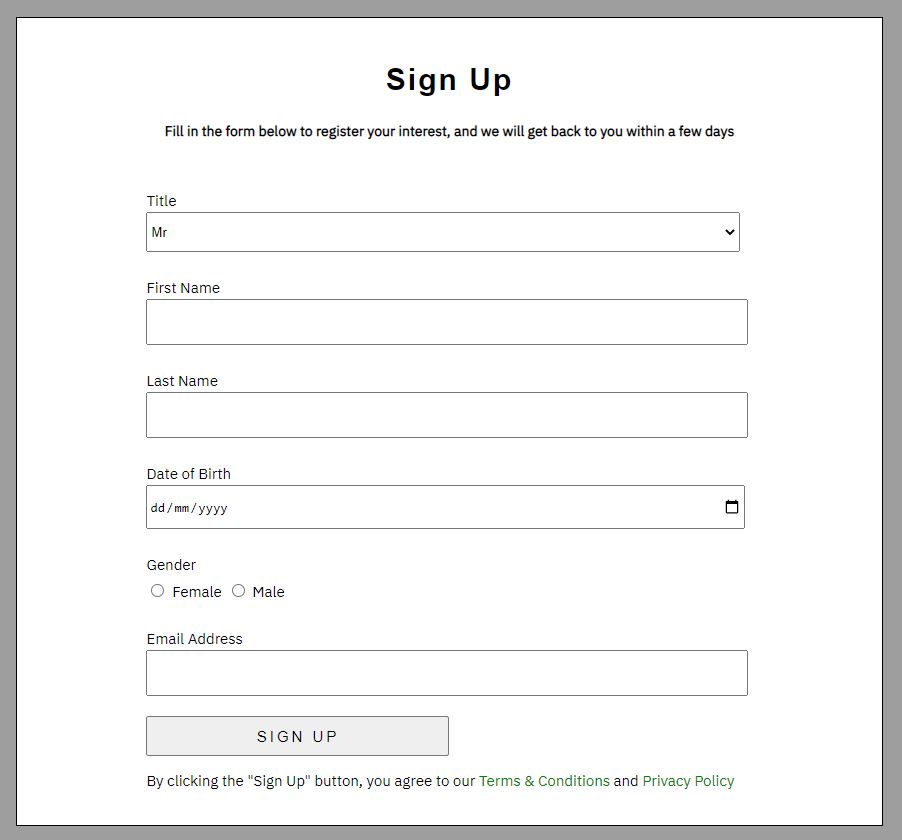 Sign Up
Fill in the form below to register your interest, and we will get back to you within a few days
Title
Mr
First Name
Last Name
Date of Birth
dd/mm/yyyy
Gender
Female Male
Email Address
SIGN UP
By clicking the "Sign Up" button, you agree to our Terms & Conditions and Privacy Policy